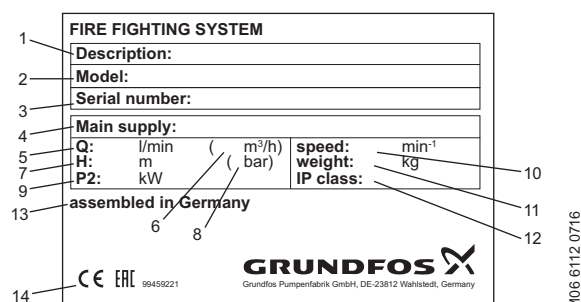 FIRE FIGHTING SYSTEM
1
Description:
2
Model:
3
Serial number:
4
Main supply:
5
Q: l/min ( m³/h) speed: min⁻¹
7
H: m ( bar) weight: kg
10
9
P2: kW IP class:
11
13
assembled in Germany
6
8
12
GRUNDFOS
14
CE EAC 99459221
Grundfos Pumpenfabrik GmbH, DE-23812 Wahlstedt, Germany
M06 6112 0716